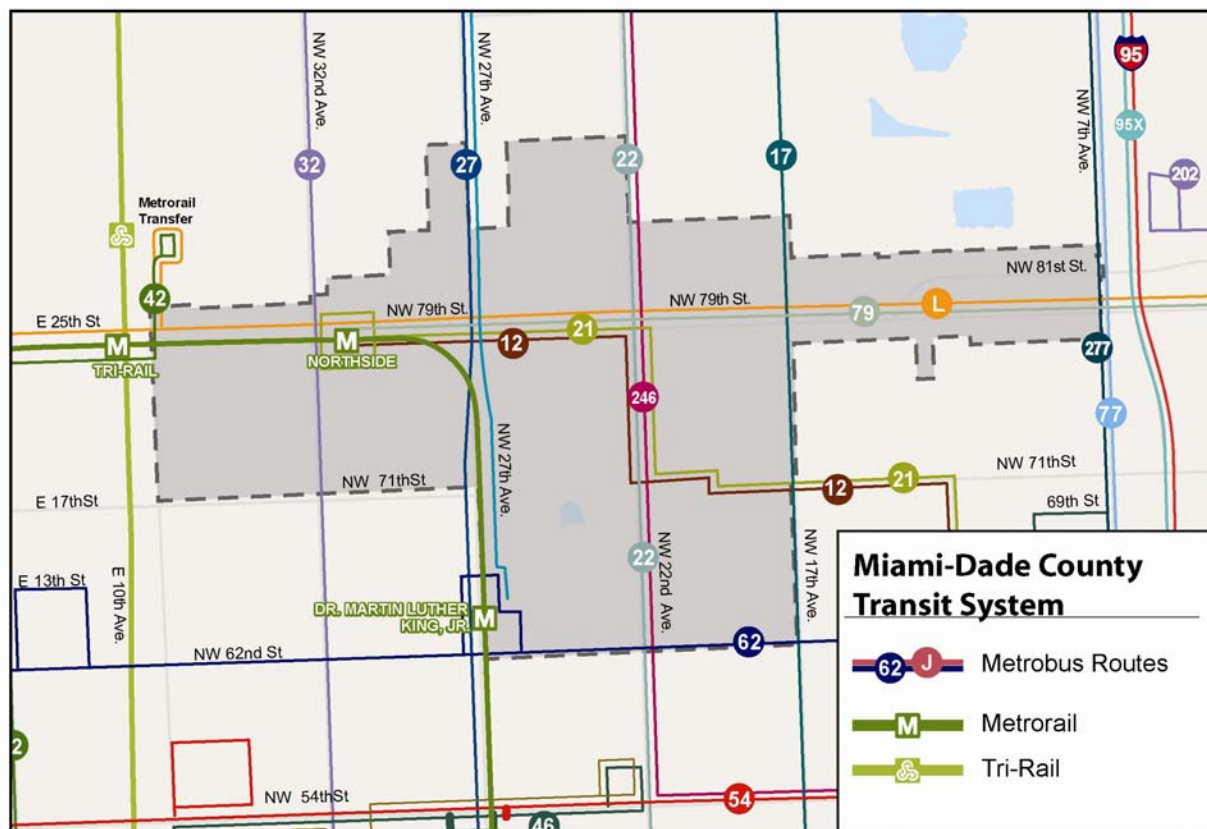 NW 32nd Ave.
NW 27th Ave.
NW 7th Ave.
95
95X
32
27
22
17
202
Metrorail
Transfer
42
NW 81st St.
E 25th St
NW 79th St.
NW 79th St.
79
L
M
TRI-RAIL
M
NORTHSIDE
12
21
277
246
77
NW 27th Ave.
NW 71thSt
NW 71thSt
E 17thSt
12
21
69th St
22
E 13th St
E 10th Ave.
DR. MARTIN LUTHER
KING, JR.
M
NW 22nd Ave.
NW 17th Ave.
NW 62nd St
62
2
NW 54thSt
54
46
Miami-Dade County
Transit System
62
J
Metrobus Routes
M
Metrorail
Tri-Rail